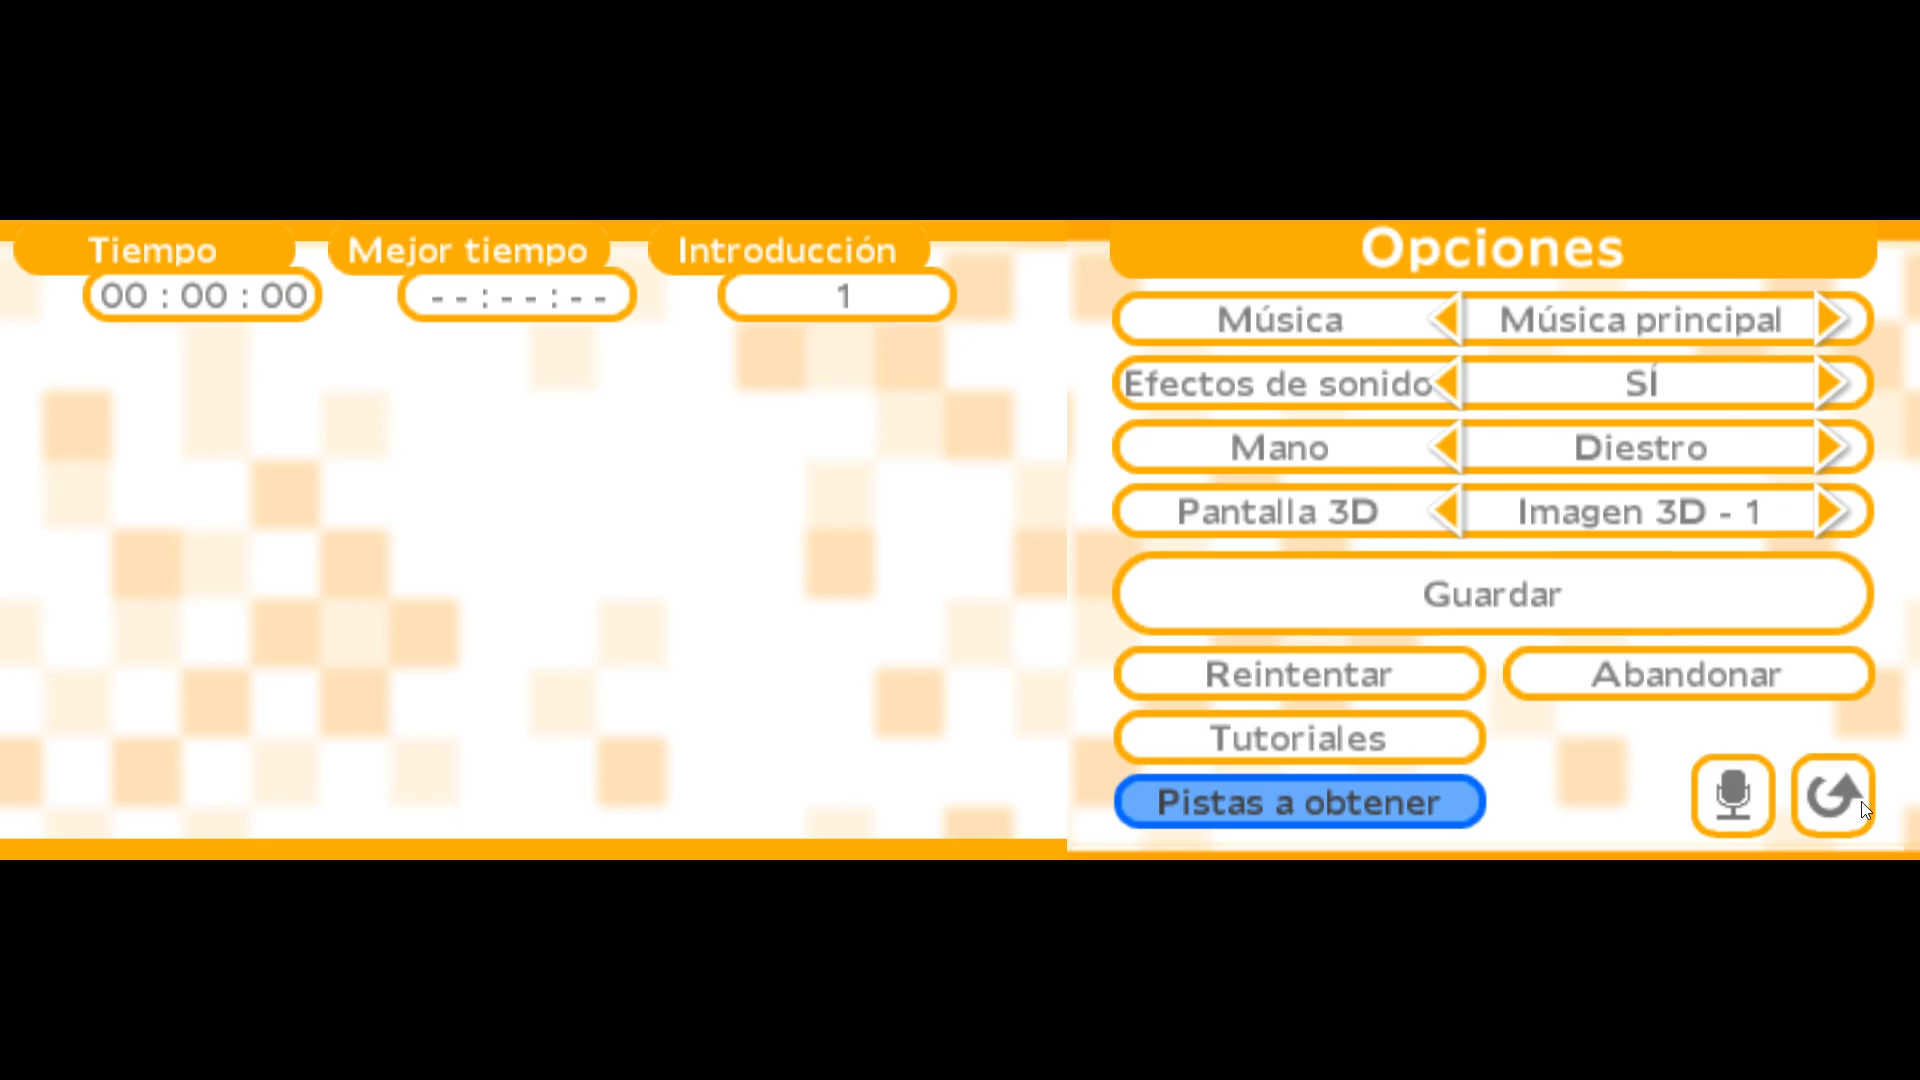 Tiempo
00 : 00 : 00
Mejor tiempo
- - : - - : - -
Introducción
1
Opciones
Música
Música principal
Efectos de sonido
SÍ
Mano
Diestro
Pantalla 3D
Imagen 3D - 1
Guardar
Reintentar
Abandonar
Tutoriales
Pistas a obtener